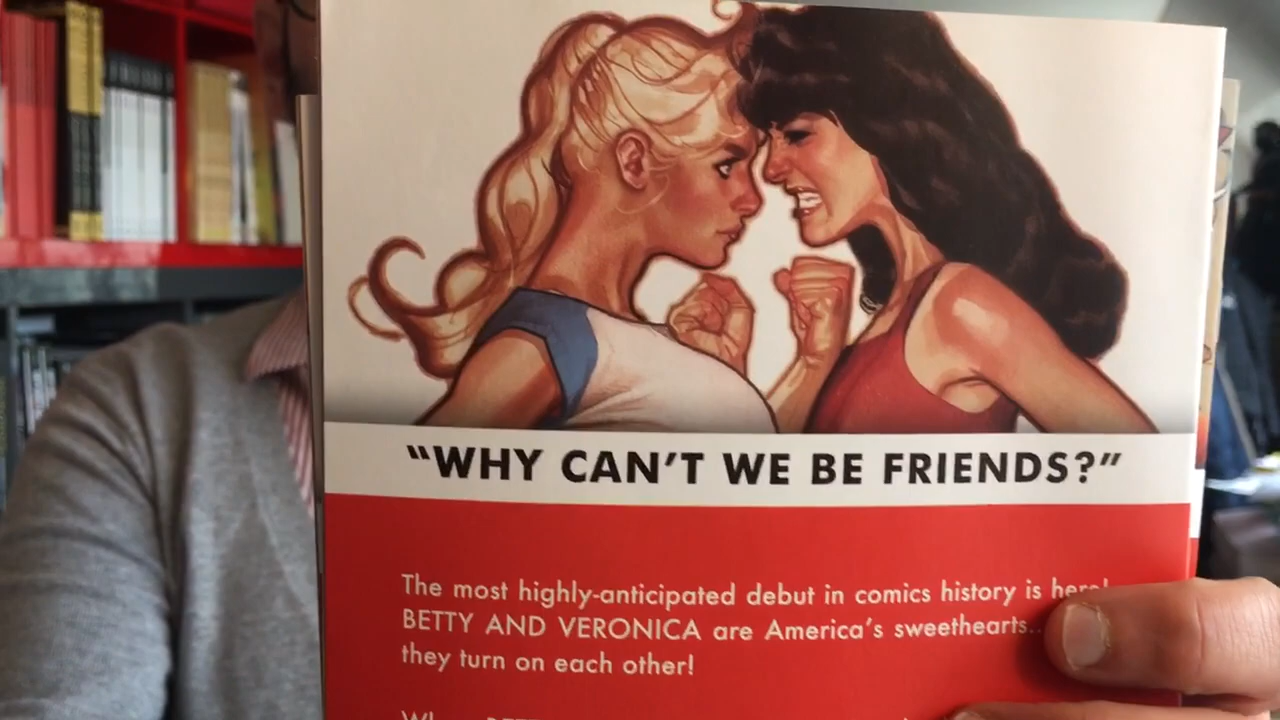 “WHY CAN’T WE BE FRIENDS?”
The most highly-anticipated debut in comics history is here!
BETTY AND VERONICA are America’s sweethearts..
they turn on each other!